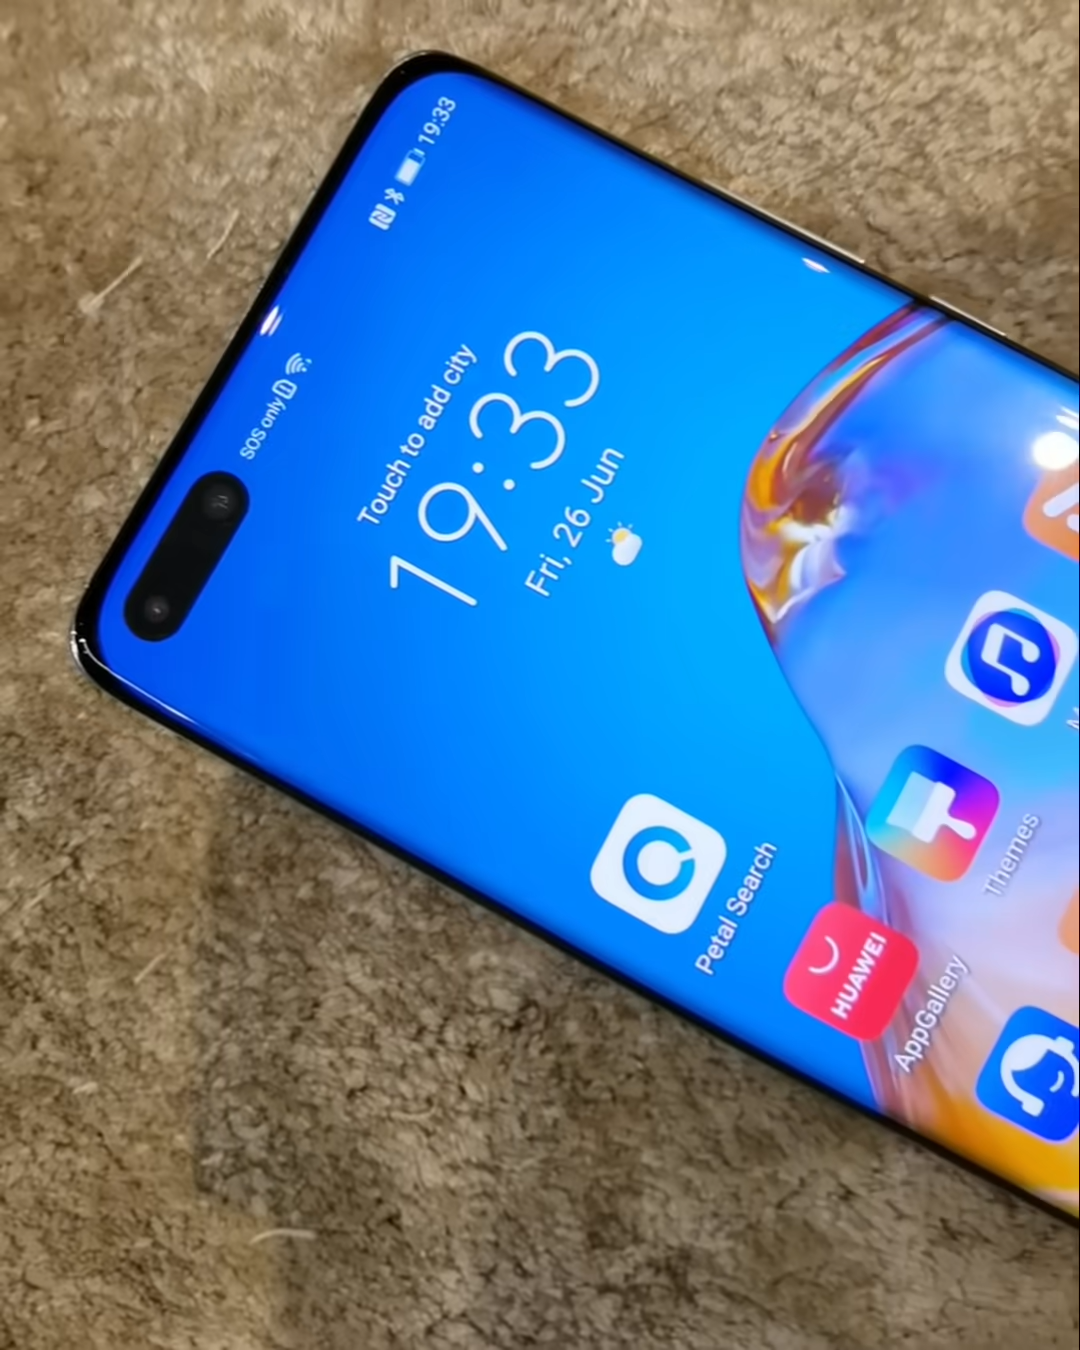 SOS only
19:33
Touch to add city
19:33
Fri, 26 Jun
Petal Search
HUAWEI
AppGallery
Themes